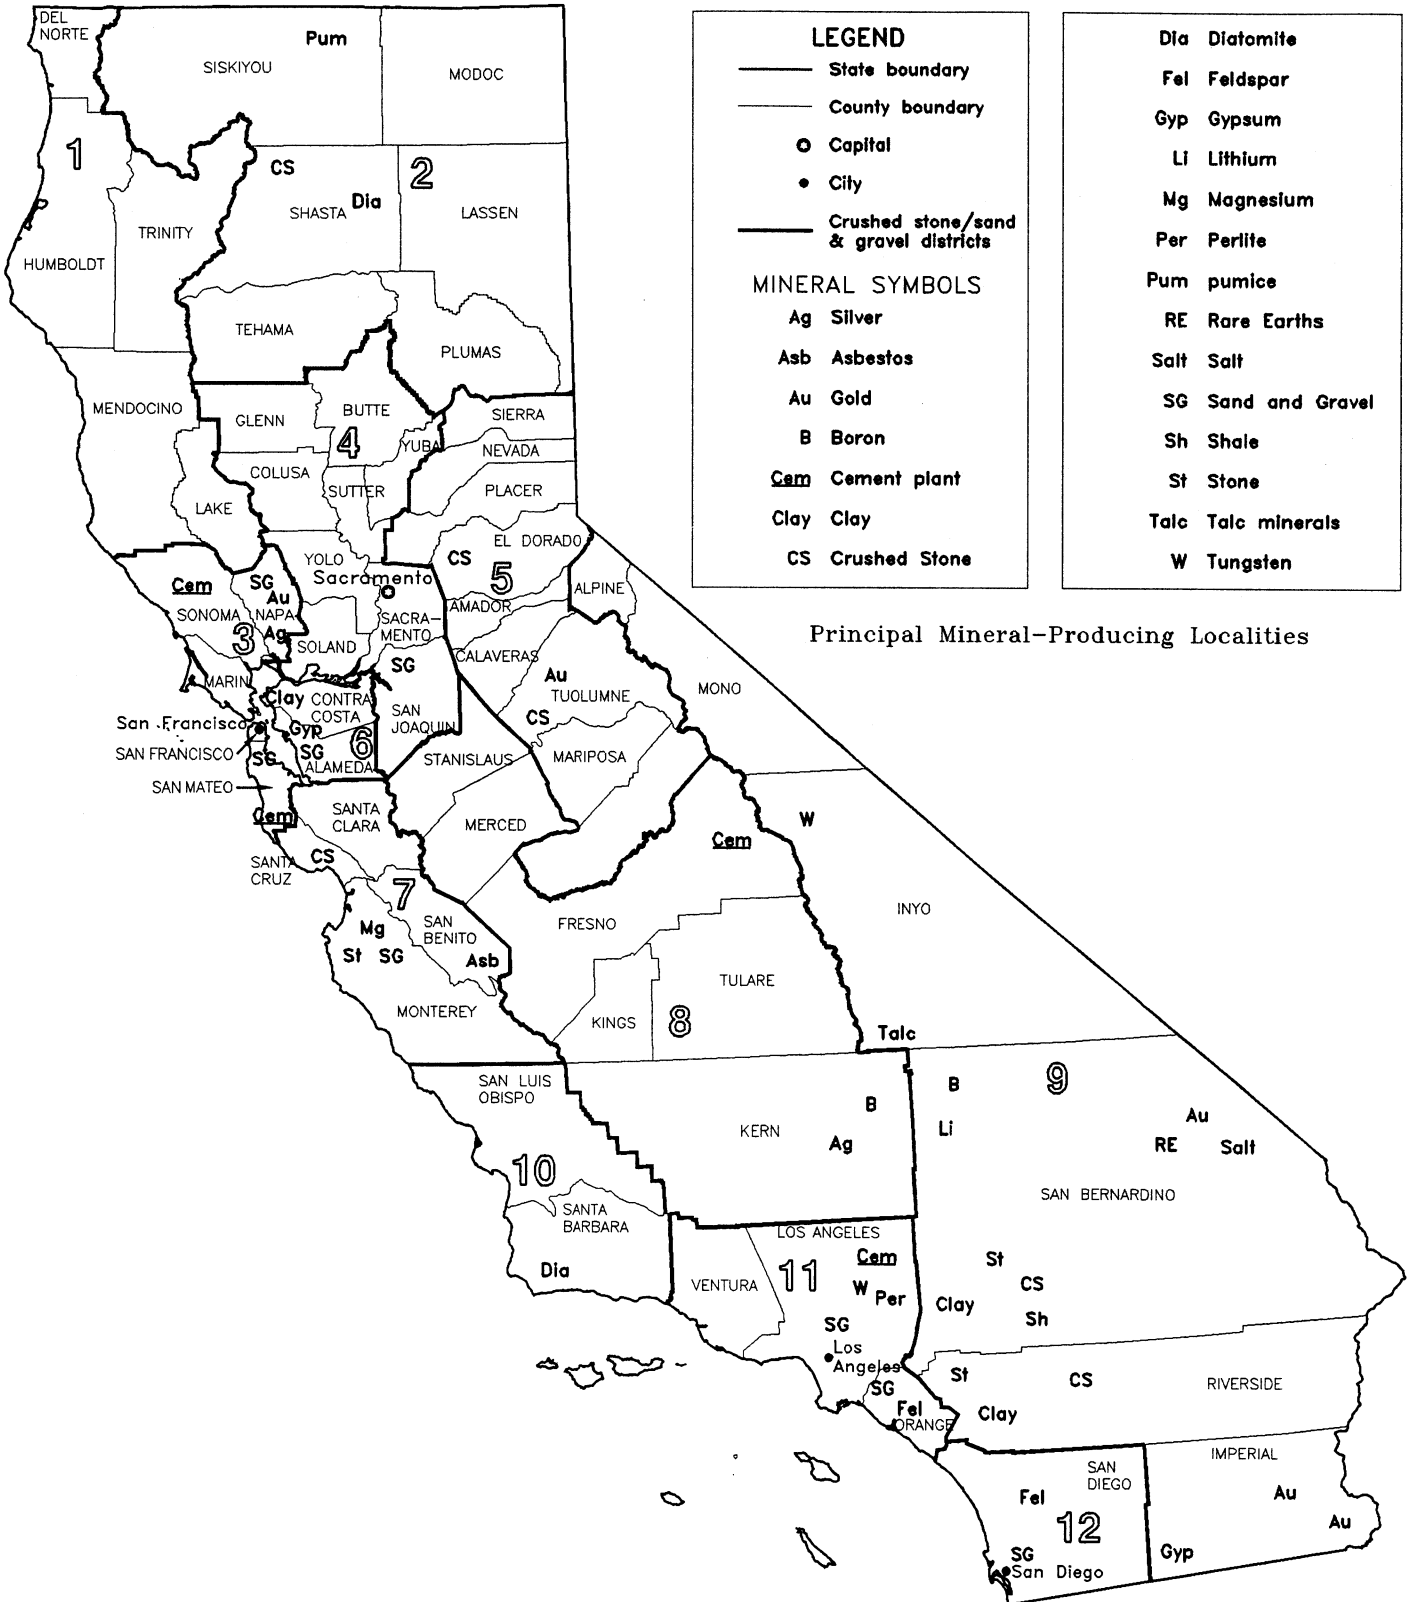 DEL
NORTE
SISKIYOU
Pum
MODOC
1
HUMBOLDT
TRINITY
CS
SHASTA
Dia
2
LASSEN
TEHAMA
PLUMAS
MENDOCINO
GLENN
BUTTE
4
YUBA
SIERRA
NEVADA
COLUSA
SUTTER
PLACER
LAKE
YOLO
Sacramento
CS
EL DORADO
5
ALPINE
Cem
SONOMA
SG
Au
NAPA
Ag
3
SOLAND
SACRA-
MENTO
AMADOR
SG
CALAVERAS
Au
TUOLUMNE
CS
MONO
MARIN
Clay
CONTRA
COSTA
SAN
JOAQUIN
San Francisco
SAN FRANCISCO
Gyp
SG
SG
6
ALAMEDA
STANISLAUS
MARIPOSA
SAN MATEO
Cem
SANTA
CLARA
MERCED
SANTA
CRUZ
CS
7
Cem
W
INYO
Mg
St
SG
SAN
BENITO
Asb
FRESNO
MONTEREY
KINGS
8
TULARE
Talc
SAN LUIS
OBISPO
10
SANTA
BARBARA
Dia
KERN
B
Ag
B
Li
9
Au
RE
Salt
SAN BERNARDINO
St
CS
Clay
Sh
VENTURA
LOS ANGELES
11
Cem
W
Per
SG
Los
Angeles
SG
Fel
ORANGE
St
CS
RIVERSIDE
Clay
SAN
DIEGO
Fel
12
SG
San Diego
IMPERIAL
Au
Au
Gyp
LEGEND
State boundary
County boundary
Capital
City
Crushed stone/sand
& gravel districts
MINERAL SYMBOLS
Ag Silver
Asb Asbestos
Au Gold
B Boron
Cem Cement plant
Clay Clay
CS Crushed Stone
Dia Diatomite
Fel Feldspar
Gyp Gypsum
Li Lithium
Mg Magnesium
Per Perlite
Pum pumice
RE Rare Earths
Salt Salt
SG Sand and Gravel
Sh Shale
St Stone
Talc Talc minerals
W Tungsten
Principal Mineral-Producing Localities